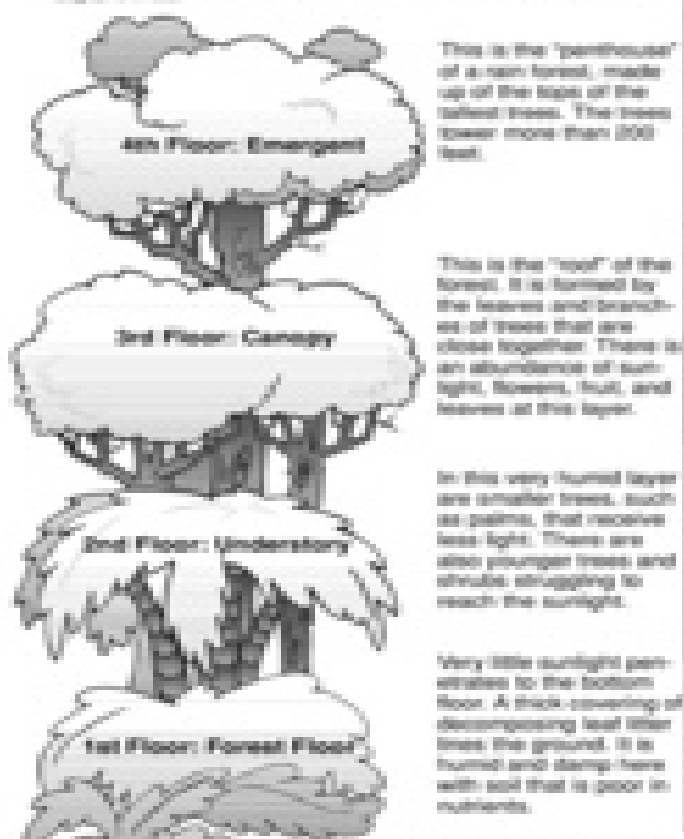 This is the "penthouse"
of a rain forest, made
up of the tops of the
tallest trees. The trees
tower more than 200
feet.
4th Floor: Emergent
This is the "roof" of the
forest. It is formed by
the leaves and branch-
es of trees that are
close together. There is
an abundance of sun-
light, flowers, fruit, and
leaves at this layer.
3rd Floor: Canopy
In this very humid layer
are smaller trees, such
as palms, that receive
less light. There are
also younger trees and
shrubs struggling to
reach the sunlight.
2nd Floor: Understory
Very little sunlight pen-
etrates to the bottom
floor. A thick covering of
decomposing leaf litter
lines the ground. It is
humid and damp here
with soil that is poor in
nutrients.
1st Floor: Forest Floor